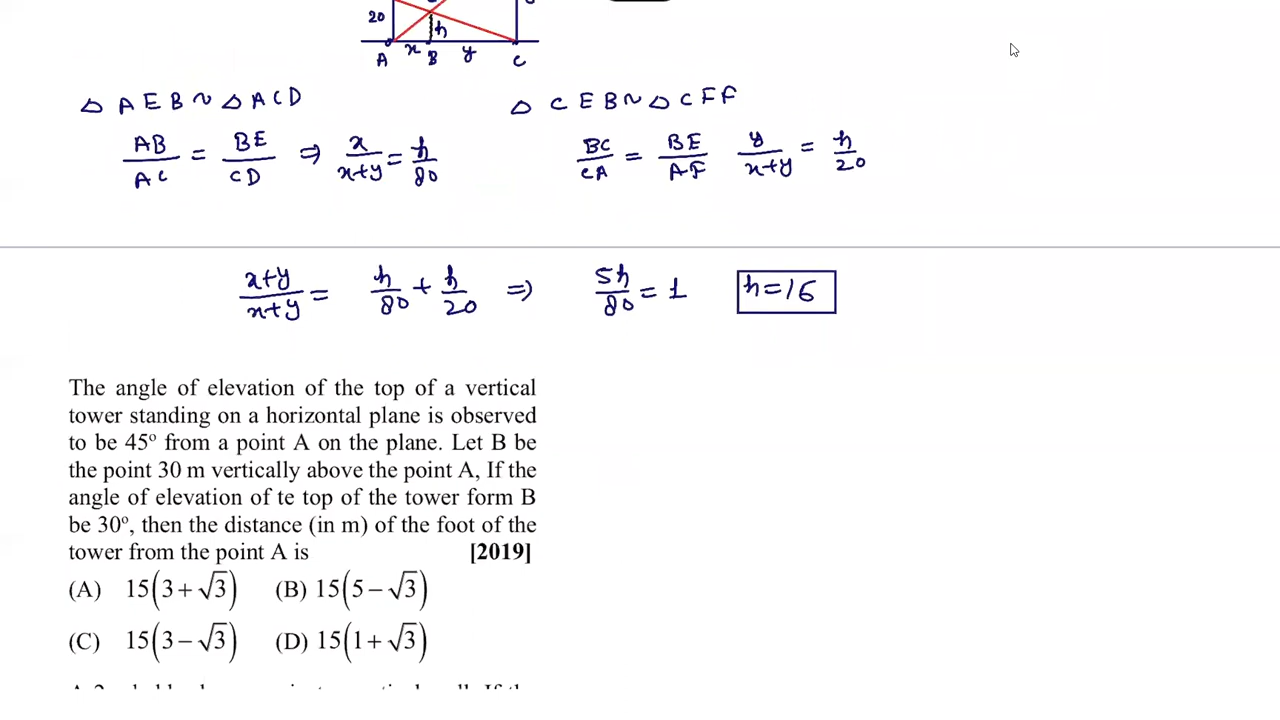 20
h
A x B y C
△ AEB ~ △ ACD
△ CEB ~ △ CFF
AB/AC = BE/CD ⇒ x/x+y = h/80
BC/CA = BE/AF y/x+y = h/20
x+y/x+y = h/80 + h/20 ⇒ 5h/80 = 1 h=16
The angle of elevation of the top of a vertical
tower standing on a horizontal plane is observed
to be 45° from a point A on the plane. Let B be
the point 30 m vertically above the point A, If the
angle of elevation of te top of the tower form B
be 30°, then the distance (in m) of the foot of the
tower from the point A is [2019]
(A) 15(3+√3) (B) 15(5−√3)
(C) 15(3−√3) (D) 15(1+√3)